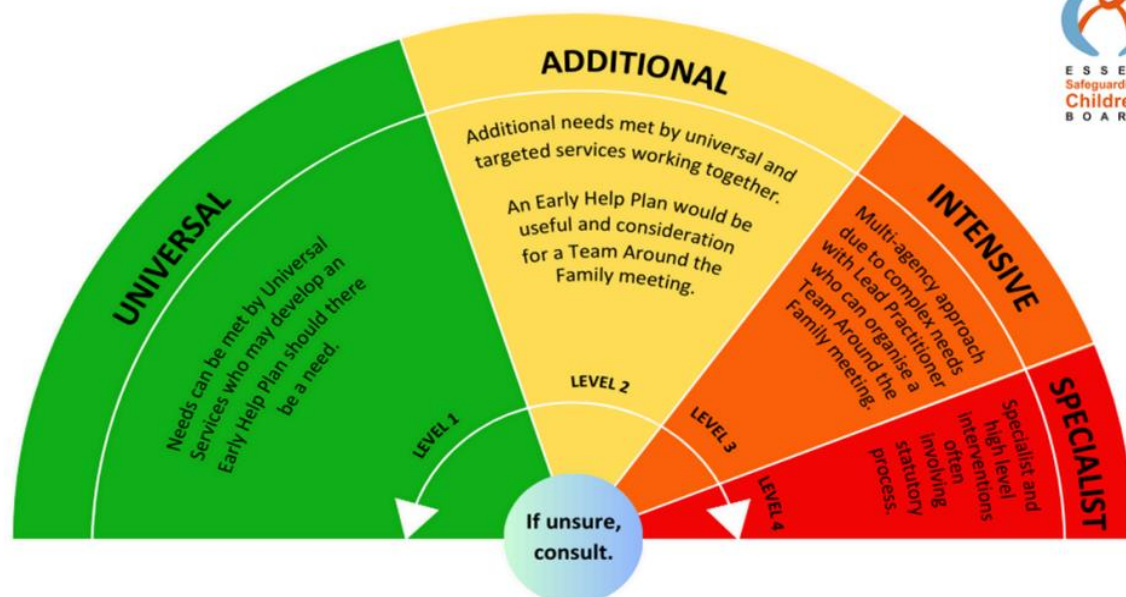 UNIVERSAL
Needs can be met by Universal
Services who may develop an
Early Help Plan should there
be a need.
LEVEL 1
ADDITIONAL
Additional needs met by universal and
targeted services working together.
An Early Help Plan would be
useful and consideration
for a Team Around the
Family meeting.
LEVEL 2
INTENSIVE
Multi-agency approach
due to complex needs
with Lead Practitioner
who can organise a
Team Around the
Family meeting.
LEVEL 3
SPECIALIST
Specialist and
high level
interventions
often
involving
statutory
process.
LEVEL 4
If unsure,
consult.